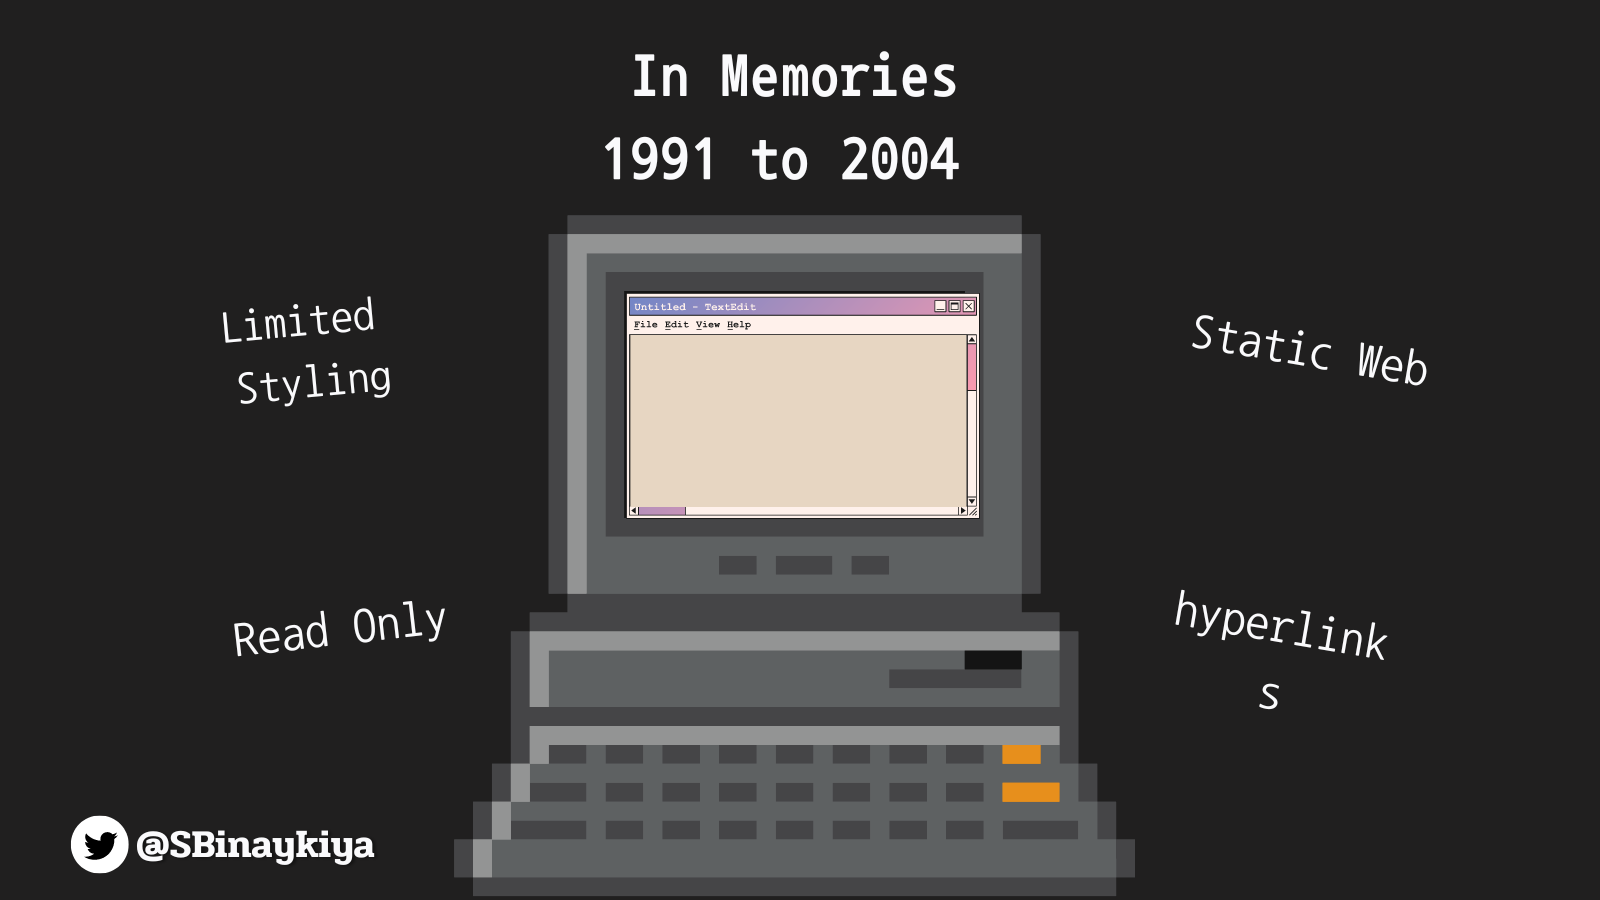 In Memories
1991 to 2004
Untitled - TextEdit
File Edit View Help
Limited
Styling
Static Web
Read Only
hyperlink
s
@SBinaykiya